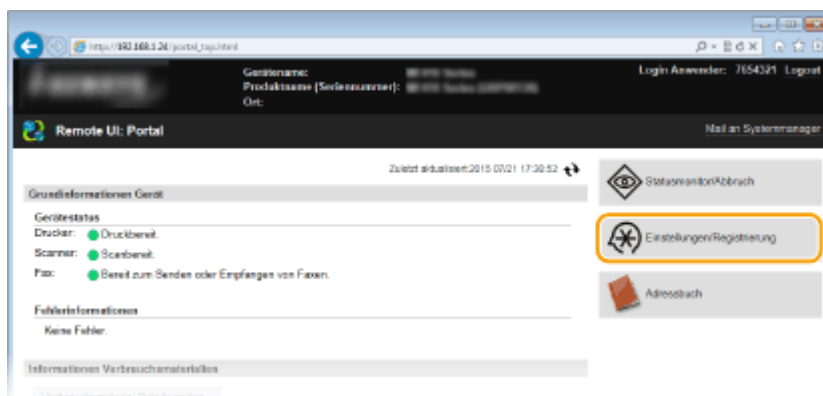 http://192.168.1.24/portal_top.html
Gerätename:
Produktname (Seriennummer):
Ort:
Login Anwender: 7654321 Logout
Remote UI: Portal
Mail an Systemmanager
Zuletzt aktualisiert:2015 07/21 17:30:52
Grundinformationen Gerät
Gerätestatus
Drucker: Druckbereit.
Scanner: Scanbereit.
Fax: Bereit zum Senden oder Empfangen von Faxen.
Fehlerinformationen
Keine Fehler.
Informationen Verbrauchsmaterialien
Statusmonitor/Abbruch
Einstellungen/Registrierung
Adressbuch